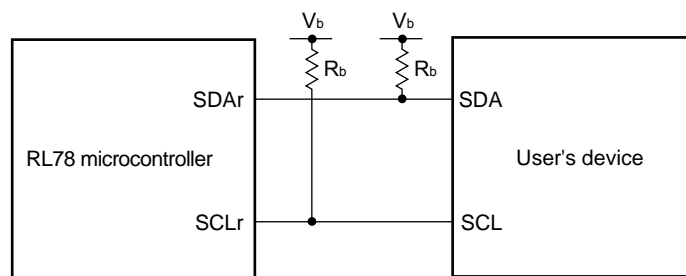 Vb Vb
Rb Rb
SDAr SDA
RL78 microcontroller User's device
SCLr SCL